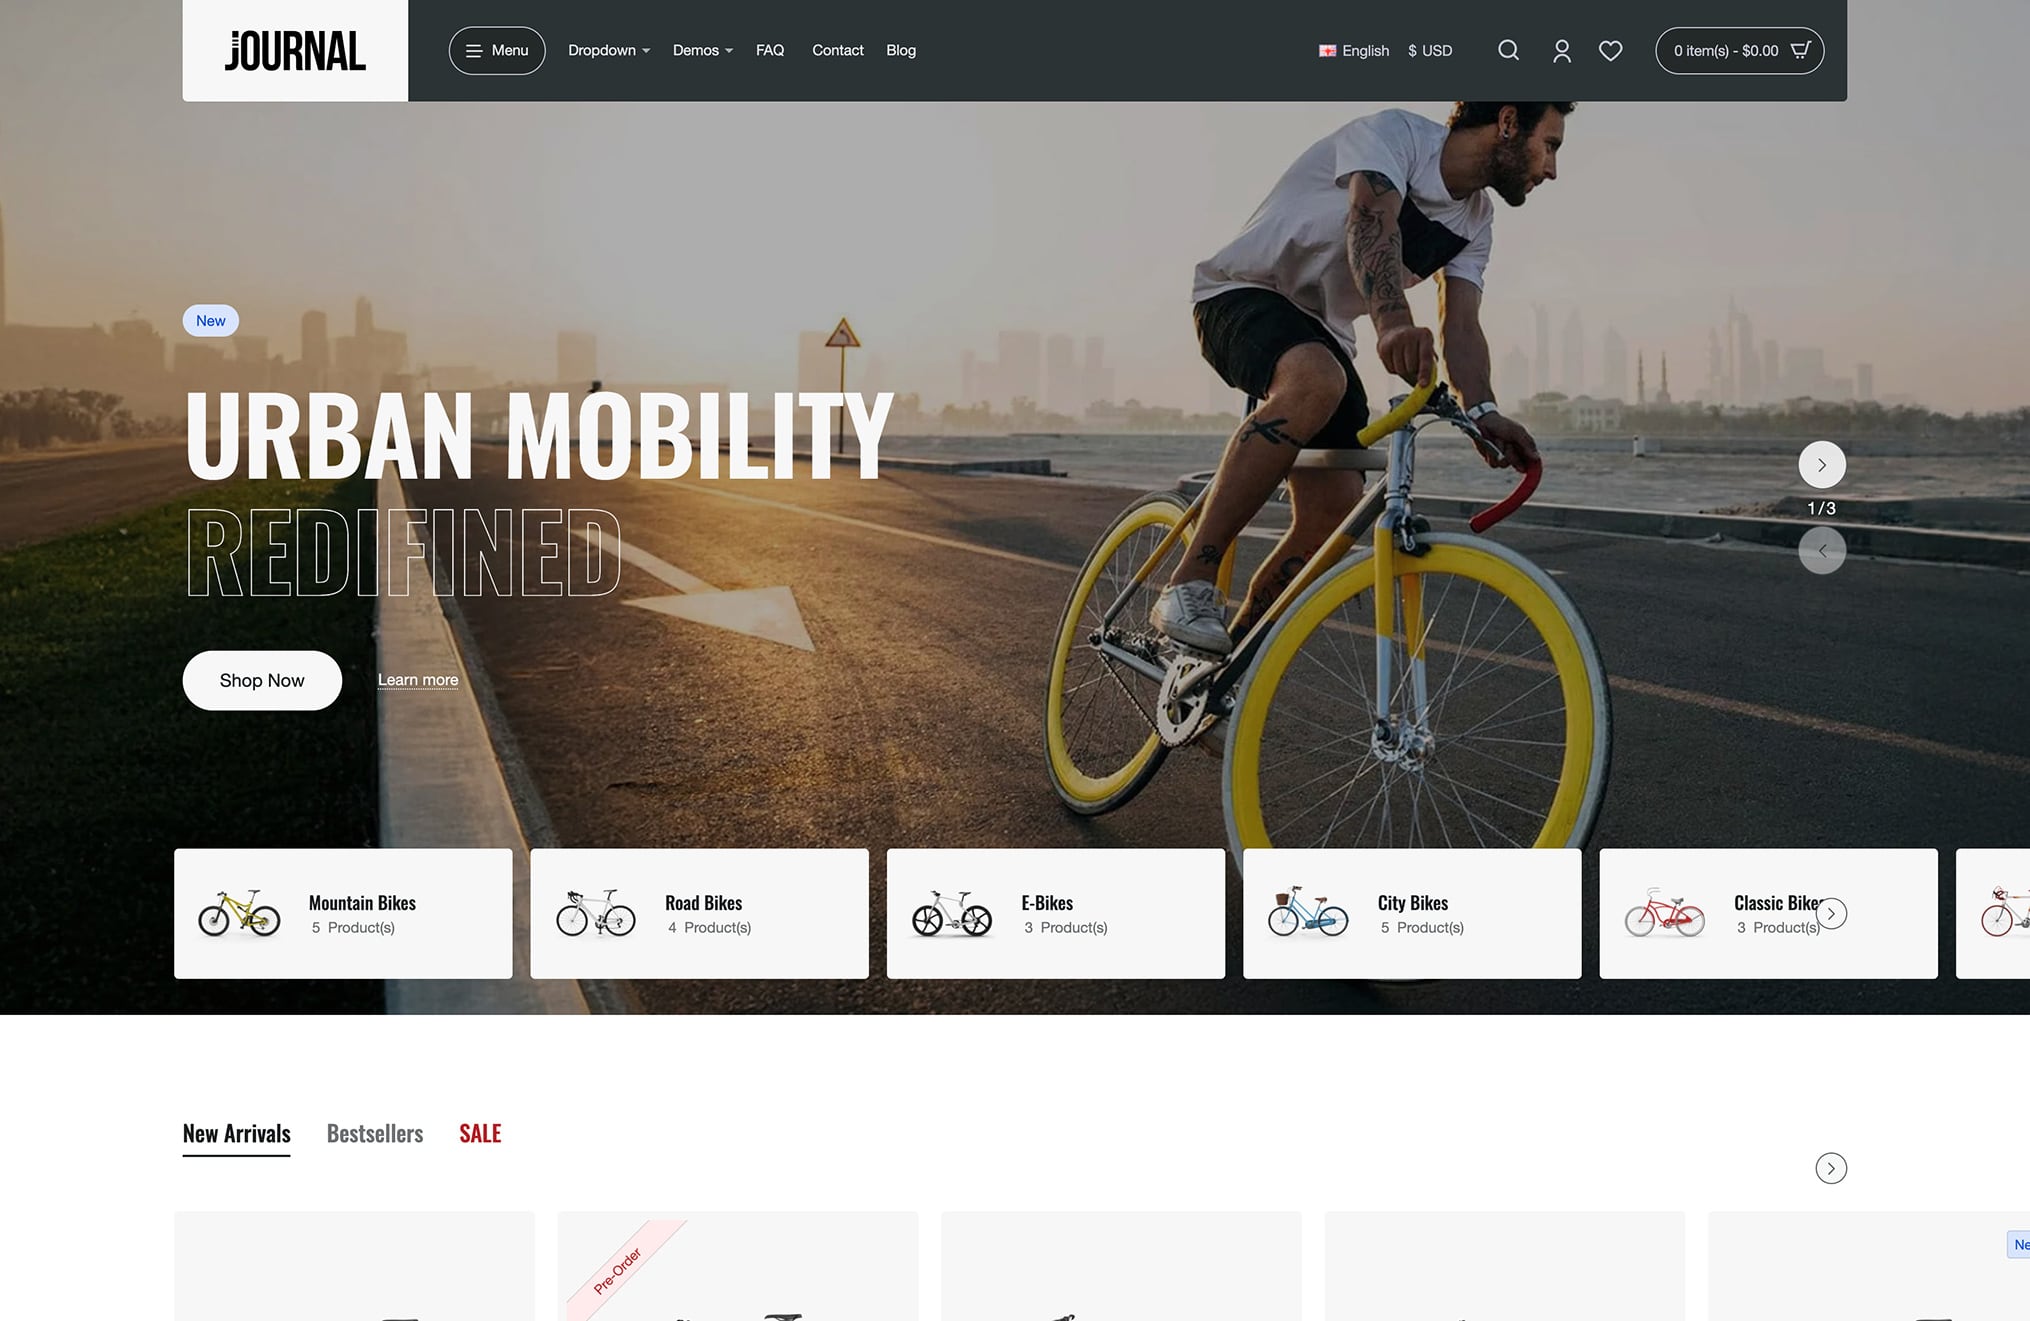 JOURNAL
Menu Dropdown Demos FAQ Contact Blog English $ USD 0 item(s) - $0.00
New
URBAN MOBILITY
REDIFINED
1 / 3
Shop Now Learn more
Mountain Bikes
5 Product(s)
Road Bikes
4 Product(s)
E-Bikes
3 Product(s)
City Bikes
5 Product(s)
Classic Bikes
3 Product(s)
New Arrivals Bestsellers SALE
Pre-Order
Ne